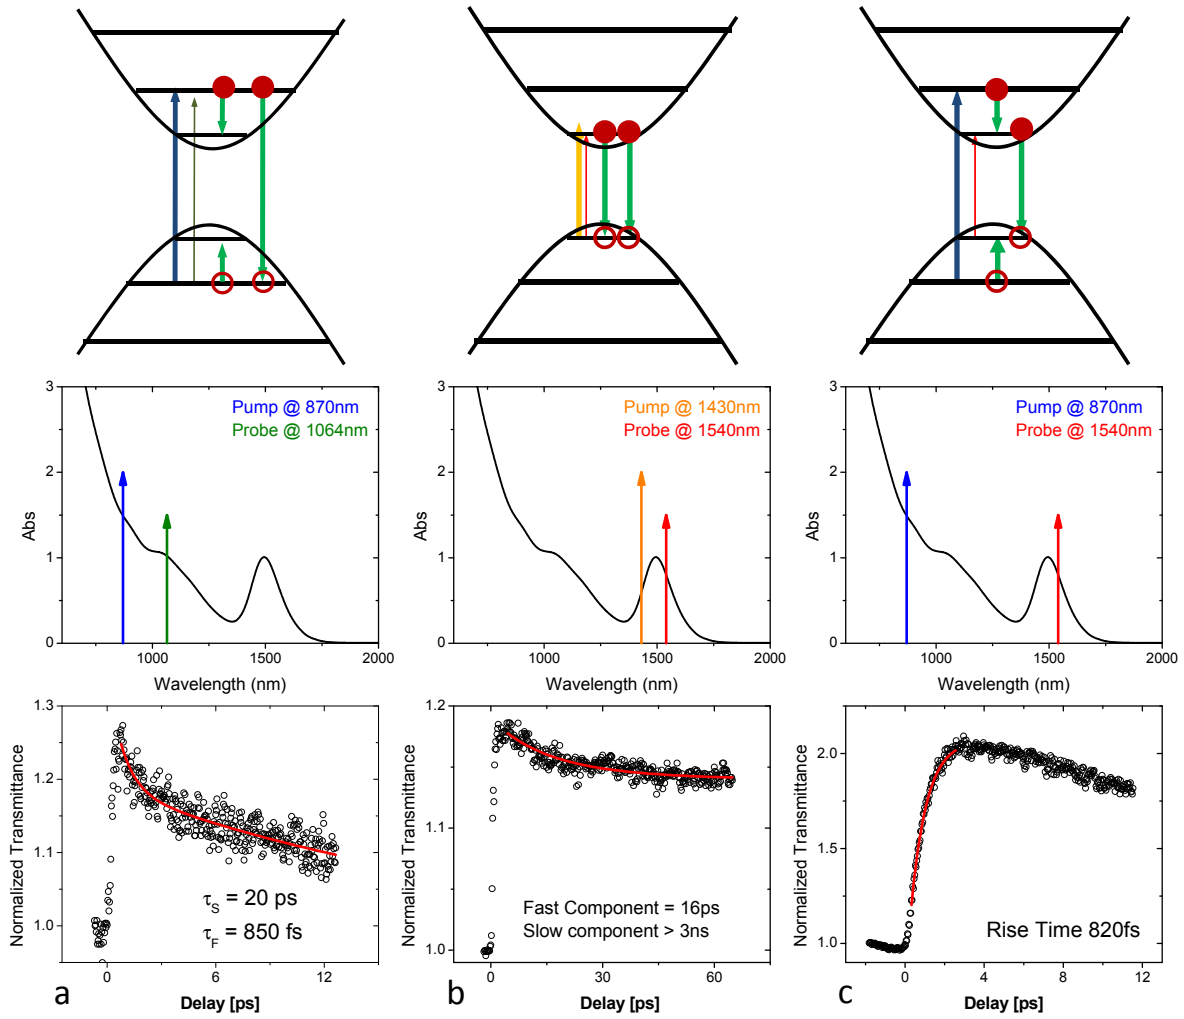 Pump @ 870nm
Probe @ 1064nm
3
2
1
0
Abs
1000
1500
2000
Wavelength (nm)
Pump @ 1430nm
Probe @ 1540nm
3
2
1
0
Abs
1000
1500
2000
Wavelength (nm)
Pump @ 870nm
Probe @ 1540nm
3
2
1
0
Abs
1000
1500
2000
Wavelength (nm)
1.3
1.2
1.1
1.0
Normalized Transmittance
τS = 20 ps
τF = 850 fs
0
6
12
a
Delay [ps]
1.2
1.1
1.0
Normalized Transmittance
Fast Component = 16ps
Slow component > 3ns
0
30
60
b
Delay [ps]
2.0
1.5
1.0
Normalized Transmittance
Rise Time 820fs
0
4
8
12
c
Delay [ps]